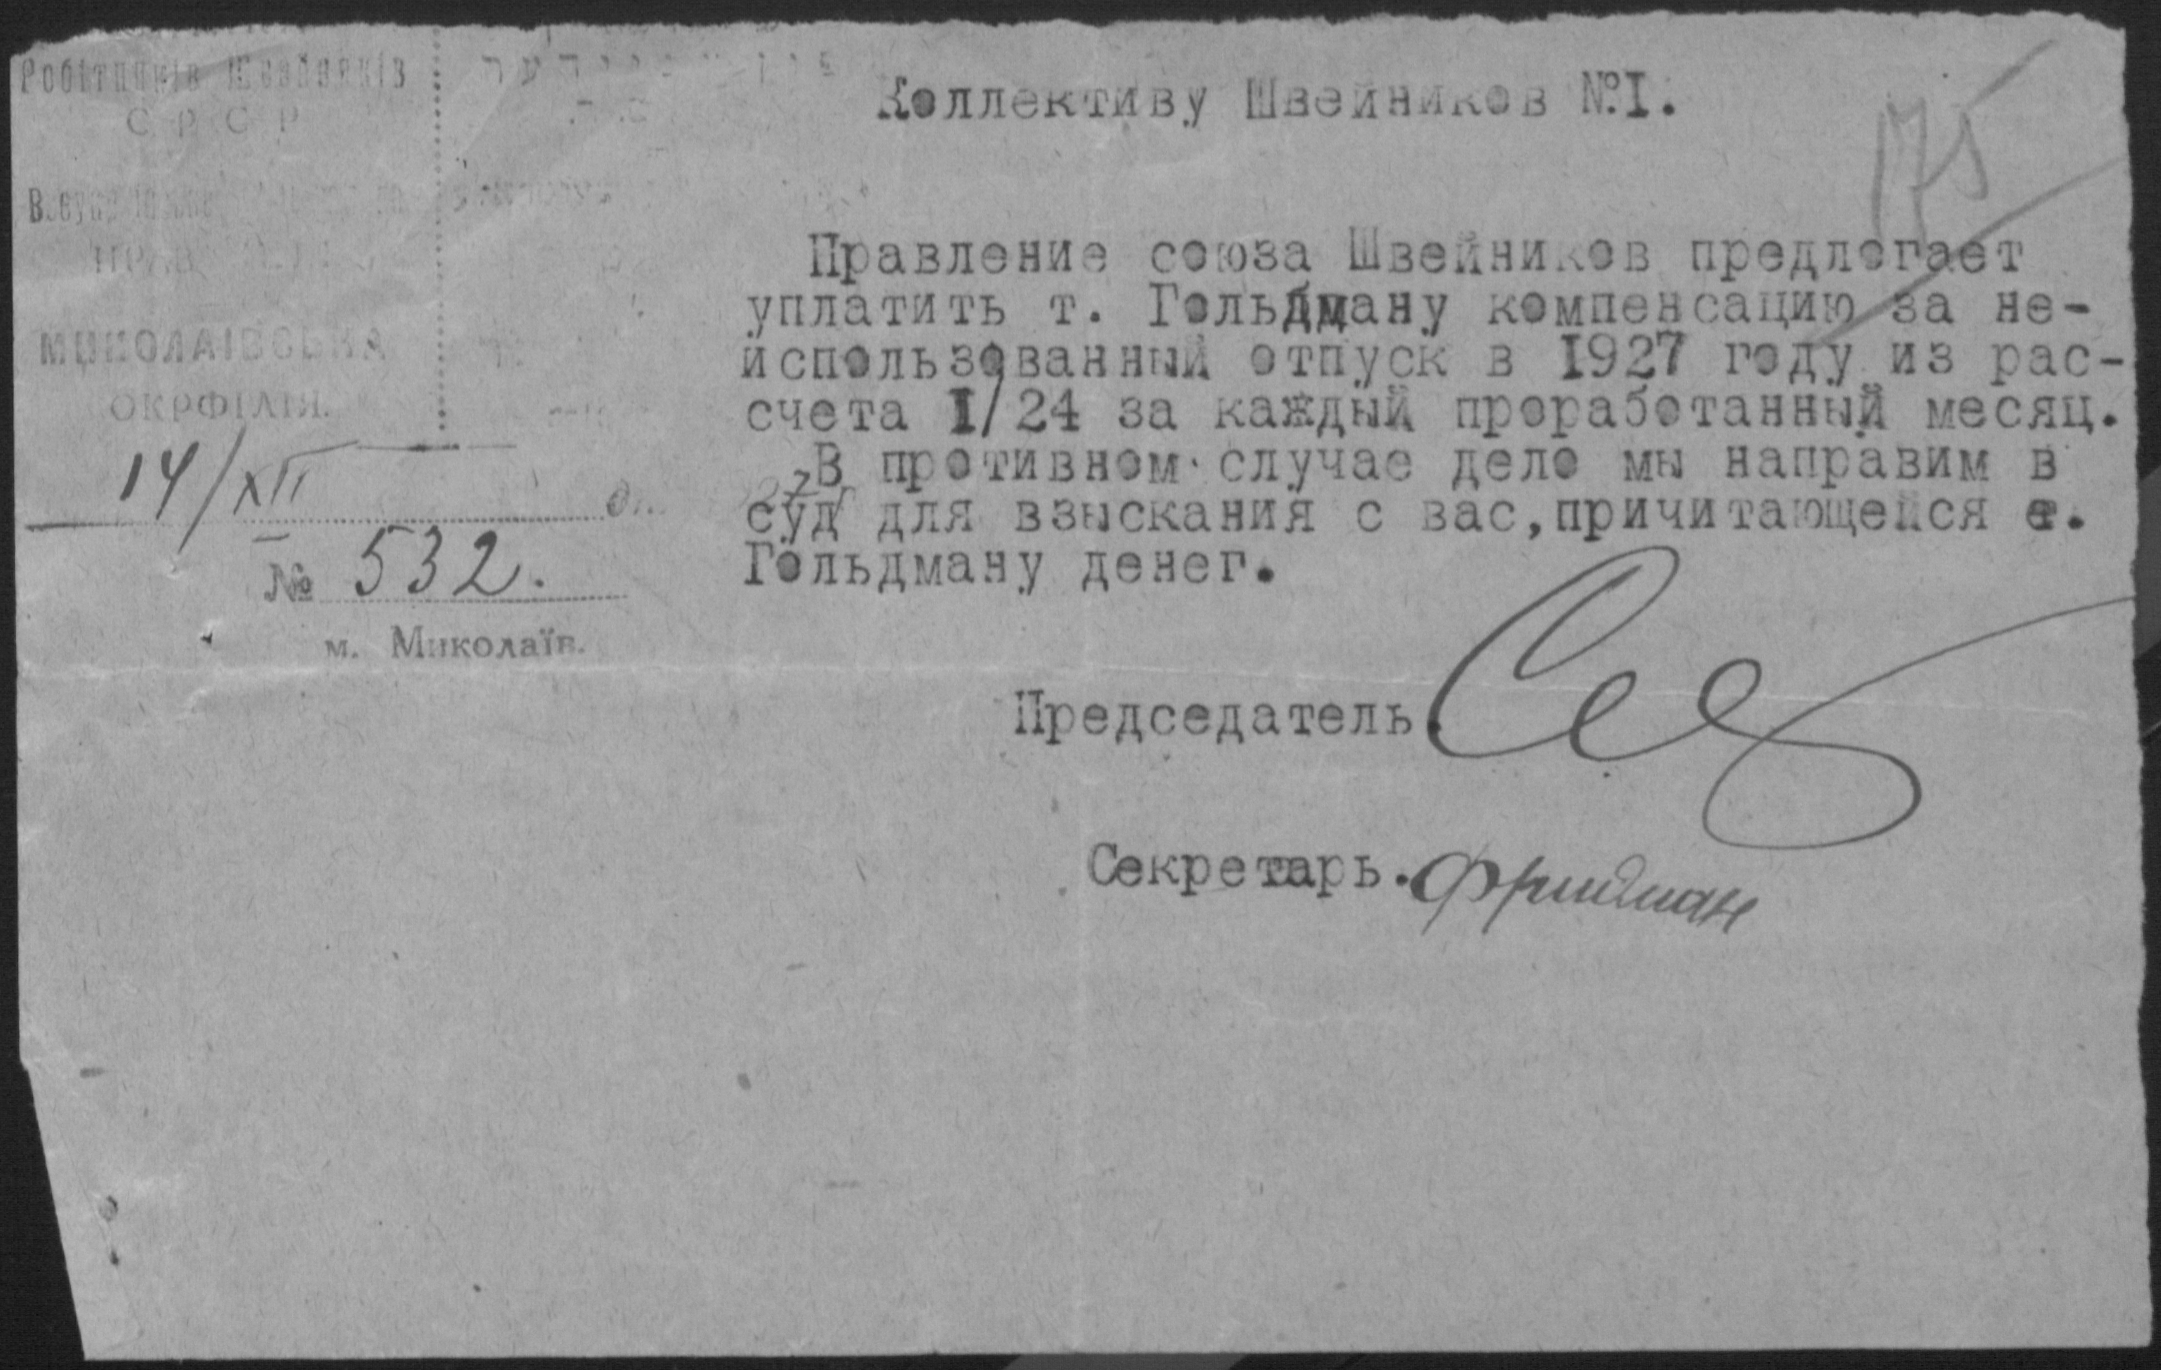 Робітників Швейників
С Р С Р
МИКОЛАІВСЬКА
ОКРФІЛІЯ.
14/XII
№ 532.
м. Миколаїв.
175
Коллективу Швейников №I.
Правление союза Швейников предлогает
уплатить т. Гольдману компенсацию за не-
использованный отпуск в 1927 году из рас-
счета I/24 за каждый проработанный месяц.
В противном случае дело мы направим в
суд для взыскания с вас,причитающейся т.
Гольдману денег.
Председатель.
Секретарь. Фридман